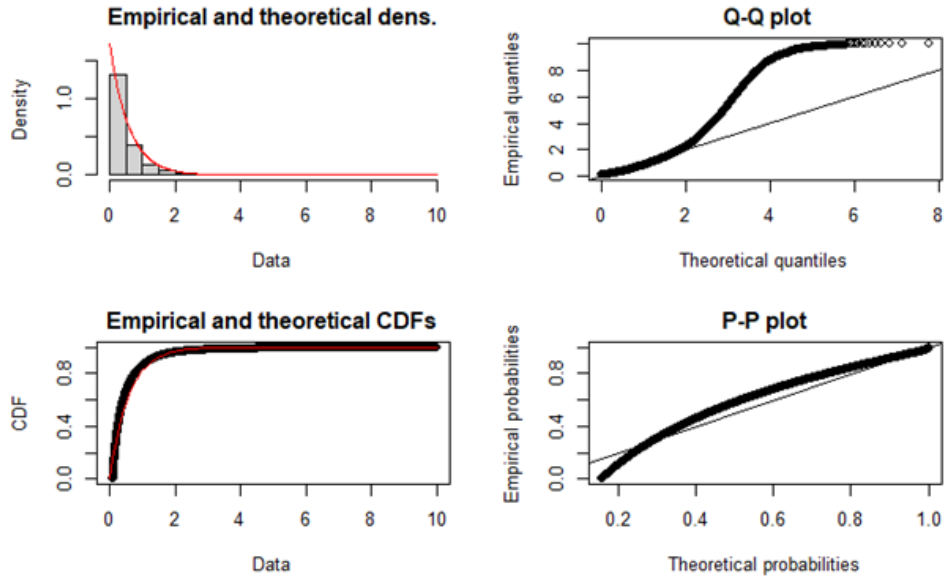 Empirical and theoretical dens.
Density
0.0 1.0
0 2 4 6 8 10
Data
Q-Q plot
Empirical quantiles
0 2 4 6 8
0 2 4 6 8
Theoretical quantiles
Empirical and theoretical CDFs
CDF
0.0 0.4 0.8
0 2 4 6 8 10
Data
P-P plot
Empirical probabilities
0.0 0.4 0.8
0.2 0.4 0.6 0.8 1.0
Theoretical probabilities